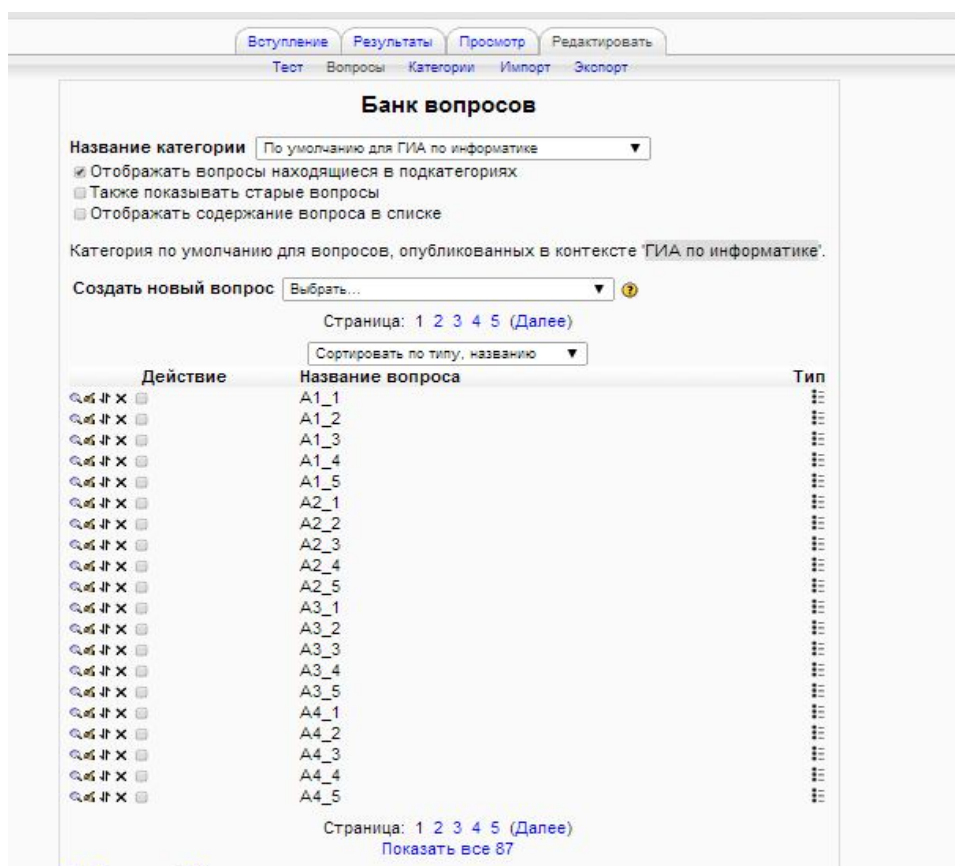 Вступление Результаты Просмотр Редактировать
Тест Вопросы Категории Импорт Экспорт
Банк вопросов
Название категории По умолчанию для ГИА по информатике
Отображать вопросы находящиеся в подкатегориях
Также показывать старые вопросы
Отображать содержание вопроса в списке
Категория по умолчанию для вопросов, опубликованных в контексте 'ГИА по информатике'.
Создать новый вопрос Выбрать...
Страница: 1 2 3 4 5 (Далее)
Сортировать по типу, названию
Действие Название вопроса Тип
A1_1
A1_2
A1_3
A1_4
A1_5
A2_1
A2_2
A2_3
A2_4
A2_5
A3_1
A3_2
A3_3
A3_4
A3_5
A4_1
A4_2
A4_3
A4_4
A4_5
Страница: 1 2 3 4 5 (Далее)
Показать все 87